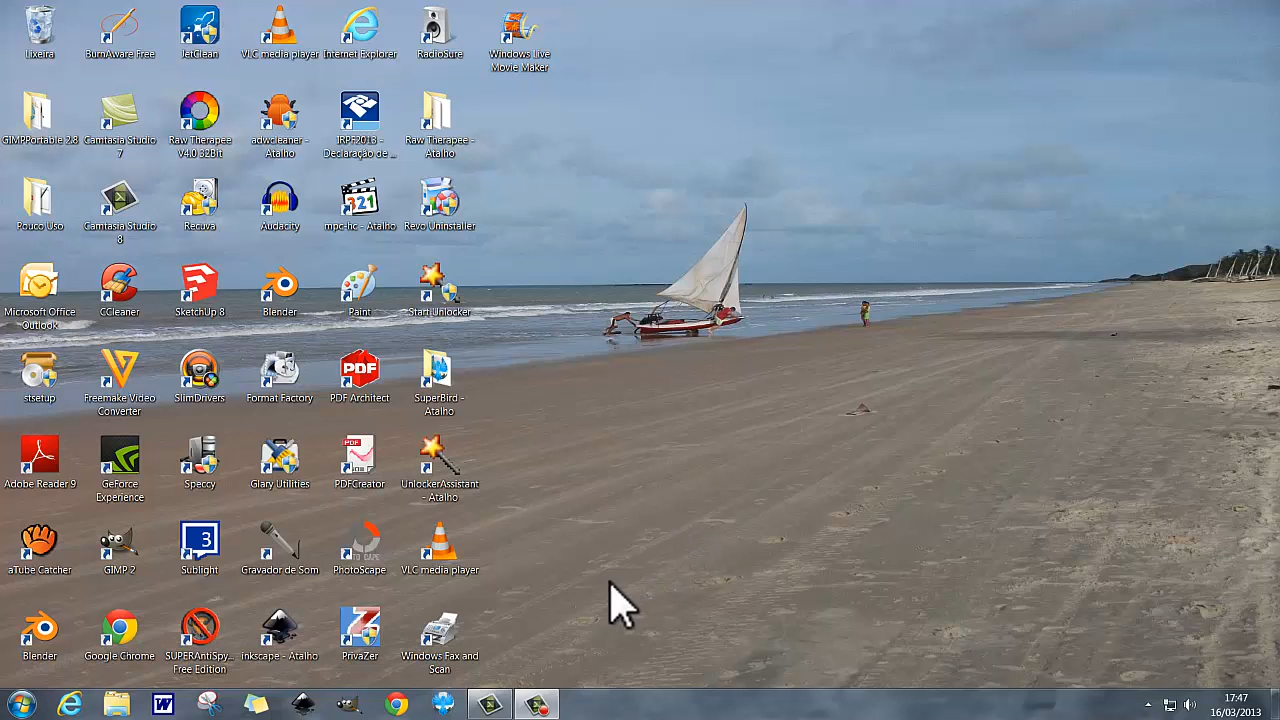 Lixeira
BurnAware Free
JetClean
VLC media player
Internet Explorer
RadioSure
Windows Live
Movie Maker
GIMPPortable 2.8
Camtasia Studio
7
Raw Therapee
V4.0 32Bit
adwcleaner -
Atalho
IRPF2013 -
Declaração de ...
Raw Therapee -
Atalho
Pouco Uso
Camtasia Studio
8
Recuva
Audacity
321
mpc-hc - Atalho
Revo Uninstaller
Microsoft Office
Outlook
CCleaner
SketchUp 8
Blender
Paint
Start Unlocker
stsetup
Freemake Video
Converter
SlimDrivers
Format Factory
PDF
PDF Architect
SuperBird -
Atalho
Adobe Reader 9
GeForce
Experience
Speccy
Glary Utilities
PDF
PDFCreator
UnlockerAssistant
- Atalho
aTube Catcher
GIMP 2
3
Sublight
Gravador de Som
PhotoScape
VLC media player
Blender
Google Chrome
SUPERAntiSpy...
Free Edition
inkscape - Atalho
PrivaZer
Windows Fax and
Scan
W
17:47
16/03/2013